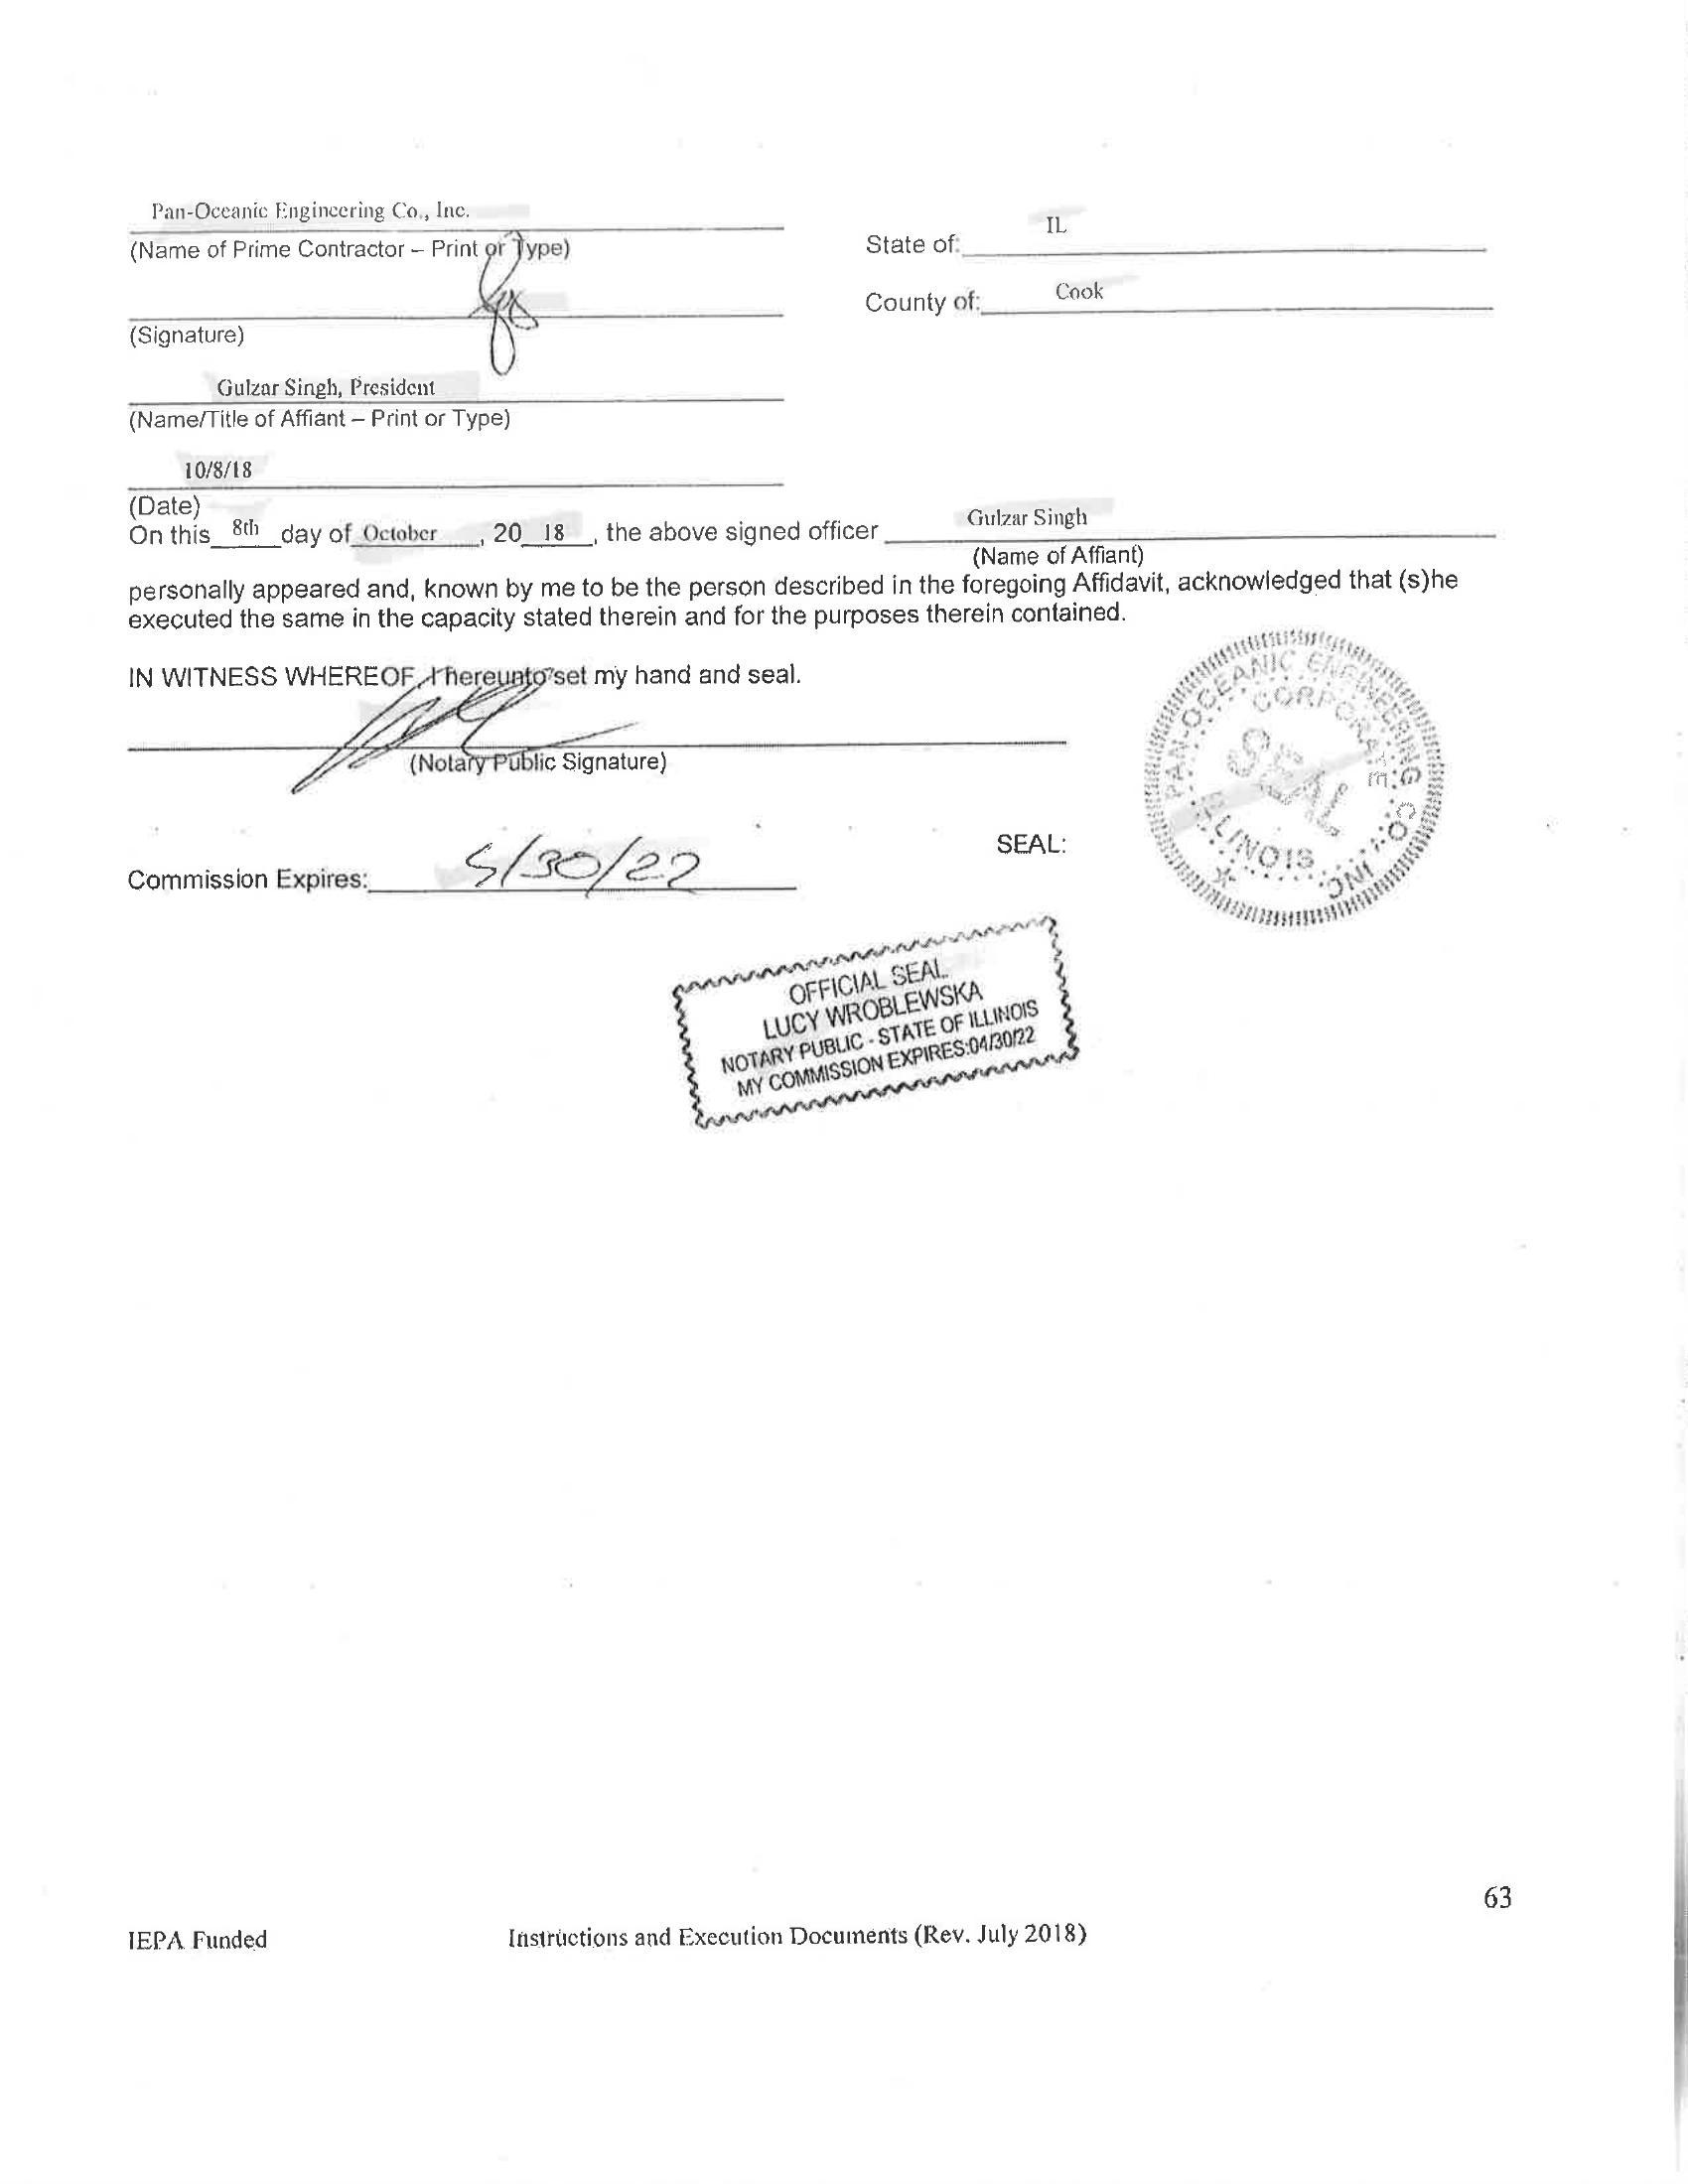 Pan-Oceanic Engineering Co., Inc.
(Name of Prime Contractor – Print or Type)
State of: IL
County of: Cook
(Signature)
Gulzar Singh, President
(Name/Title of Affiant – Print or Type)
10/8/18
(Date)
On this 8th day of October, 20 18, the above signed officer Gulzar Singh
(Name of Affiant)
personally appeared and, known by me to be the person described in the foregoing Affidavit, acknowledged that (s)he
executed the same in the capacity stated therein and for the purposes therein contained.
IN WITNESS WHEREOF, I hereunto set my hand and seal.
(Notary Public Signature)
Commission Expires: 5/30/22
SEAL:
PAN-OCEANIC ENGINEERING CO., INC.
CORPORATE
SEAL
ILLINOIS
OFFICIAL SEAL
LUCY WROBLEWSKA
NOTARY PUBLIC - STATE OF ILLINOIS
MY COMMISSION EXPIRES:04/30/22
63
IEPA Funded
Instructions and Execution Documents (Rev. July 2018)